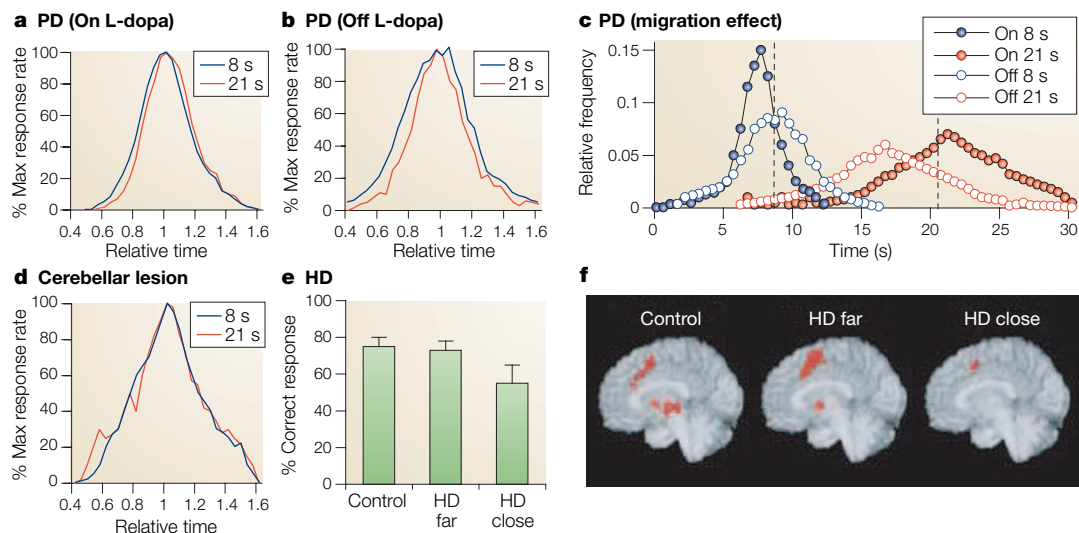 a PD (On L-dopa)
% Max response rate
100
80
60
40
20
0
8 s
21 s
0.4 0.6 0.8 1 1.2 1.4 1.6
Relative time
b PD (Off L-dopa)
% Max response rate
100
80
60
40
20
0
8 s
21 s
0.4 0.6 0.8 1 1.2 1.4 1.6
Relative time
c PD (migration effect)
Relative frequency
0.15
0.1
0.05
0
On 8 s
On 21 s
Off 8 s
Off 21 s
0 5 10 15 20 25 30
Time (s)
d Cerebellar lesion
% Max response rate
100
80
60
40
20
0
8 s
21 s
0.4 0.6 0.8 1 1.2 1.4 1.6
Relative time
e HD
% Correct response
100
80
60
40
20
0
Control HD far HD close
f
Control HD far HD close